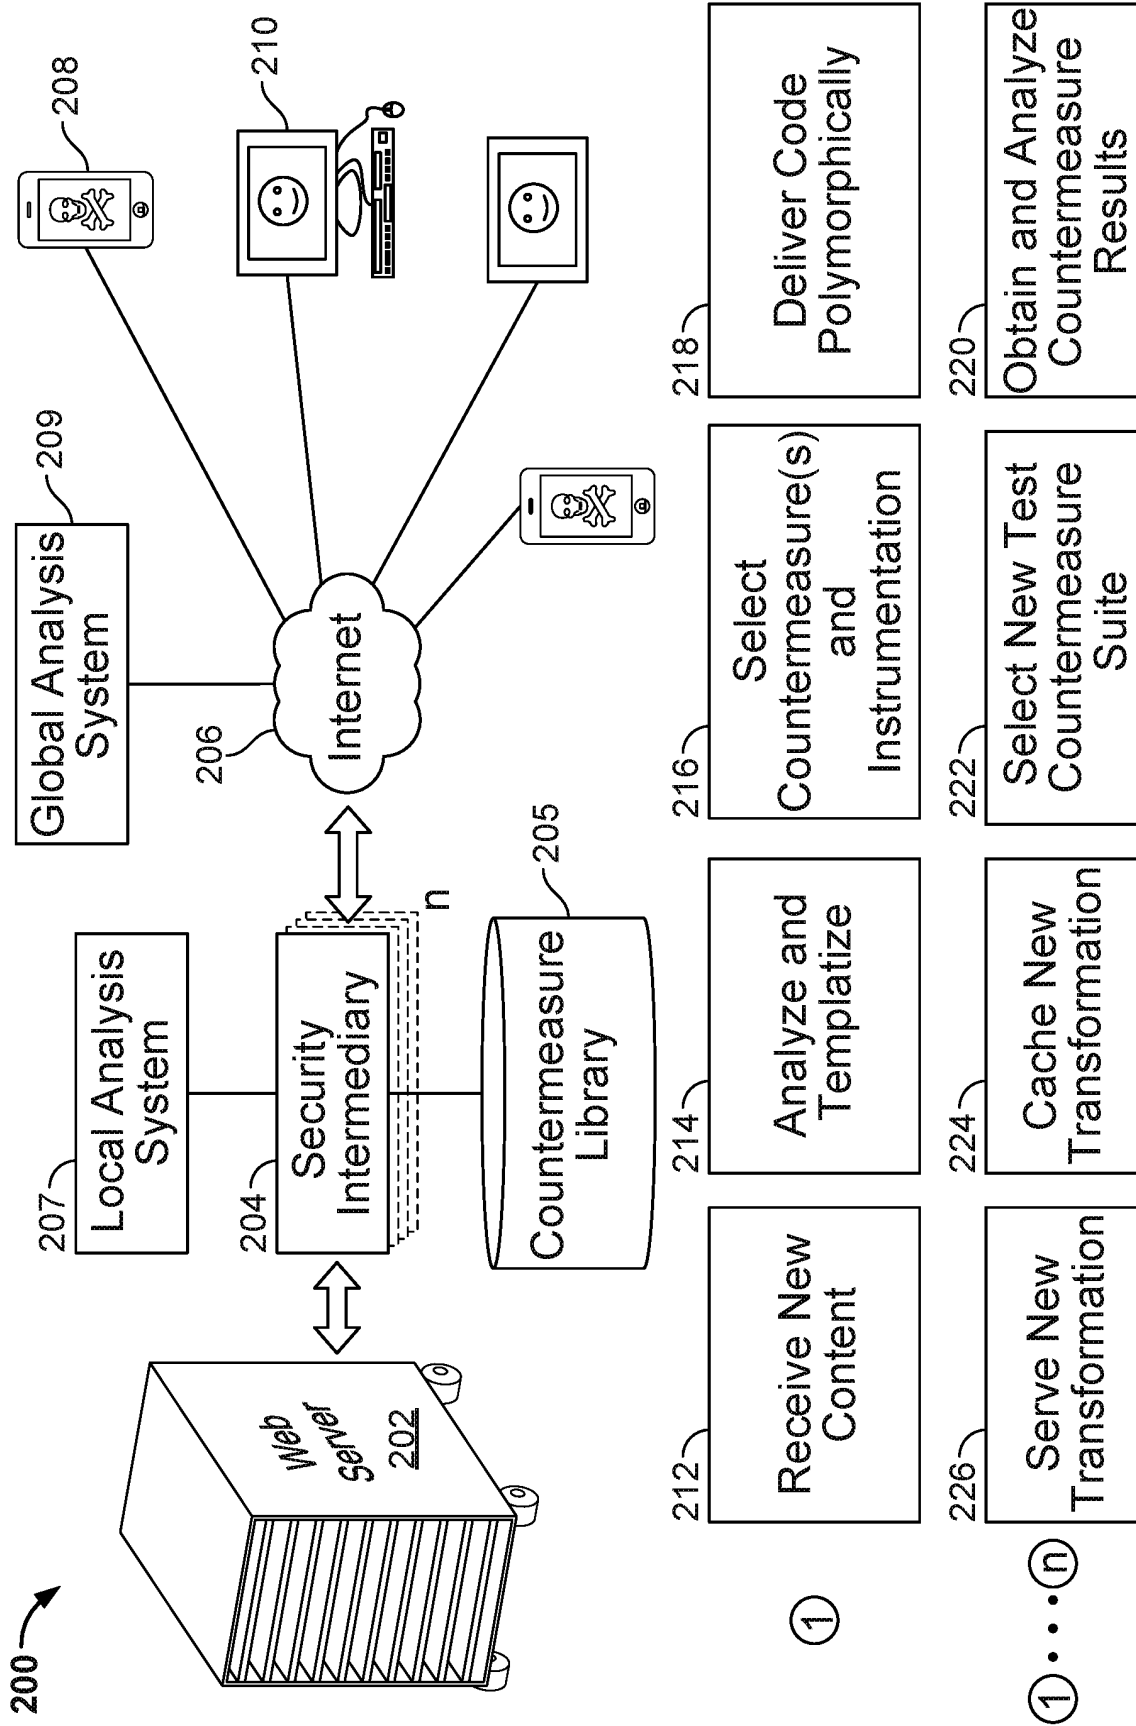 200
Web
Server
202
207
Local Analysis
System
204
Security
Intermediary
n
Countermeasure
Library
205
Global Analysis
System
209
206
Internet
208
210
1
212
Receive New
Content
214
Analyze and
Templatize
216
Select
Countermeasure(s)
and
Instrumentation
218
Deliver Code
Polymorphically
1 • • • n
226
Serve New
Transformation
224
Cache New
Transformation
222
Select New Test
Countermeasure
Suite
220
Obtain and Analyze
Countermeasure
Results